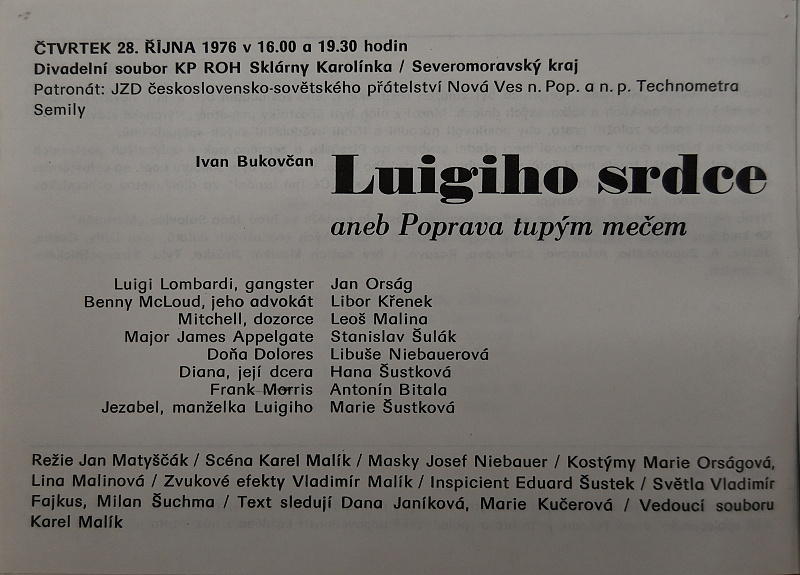 ČTVRTEK 28. ŘÍJNA 1976 v 16.00 a 19.30 hodin
Divadelní soubor KP ROH Sklárny Karolínka / Severomoravský kraj
Patronát: JZD československo-sovětského přátelství Nová Ves n. Pop. a n. p. Technometra
Semily
Ivan Bukovčan Luigiho srdce
aneb Poprava tupým mečem
Luigi Lombardi, gangster Jan Orság
Benny McLoud, jeho advokát Libor Křenek
Mitchell, dozorce Leoš Malina
Major James Appelgate Stanislav Šulák
Doňa Dolores Libuše Niebauerová
Diana, její dcera Hana Šustková
Frank Morris Antonín Bitala
Jezabel, manželka Luigiho Marie Šustková
Režie Jan Matyščák / Scéna Karel Malík / Masky Josef Niebauer / Kostýmy Marie Orságová,
Lina Malinová / Zvukové efekty Vladimír Malík / Inspicient Eduard Šustek / Světla Vladimír
Fajkus, Milan Šuchma / Text sledují Dana Janíková, Marie Kučerová / Vedoucí souboru
Karel Malík